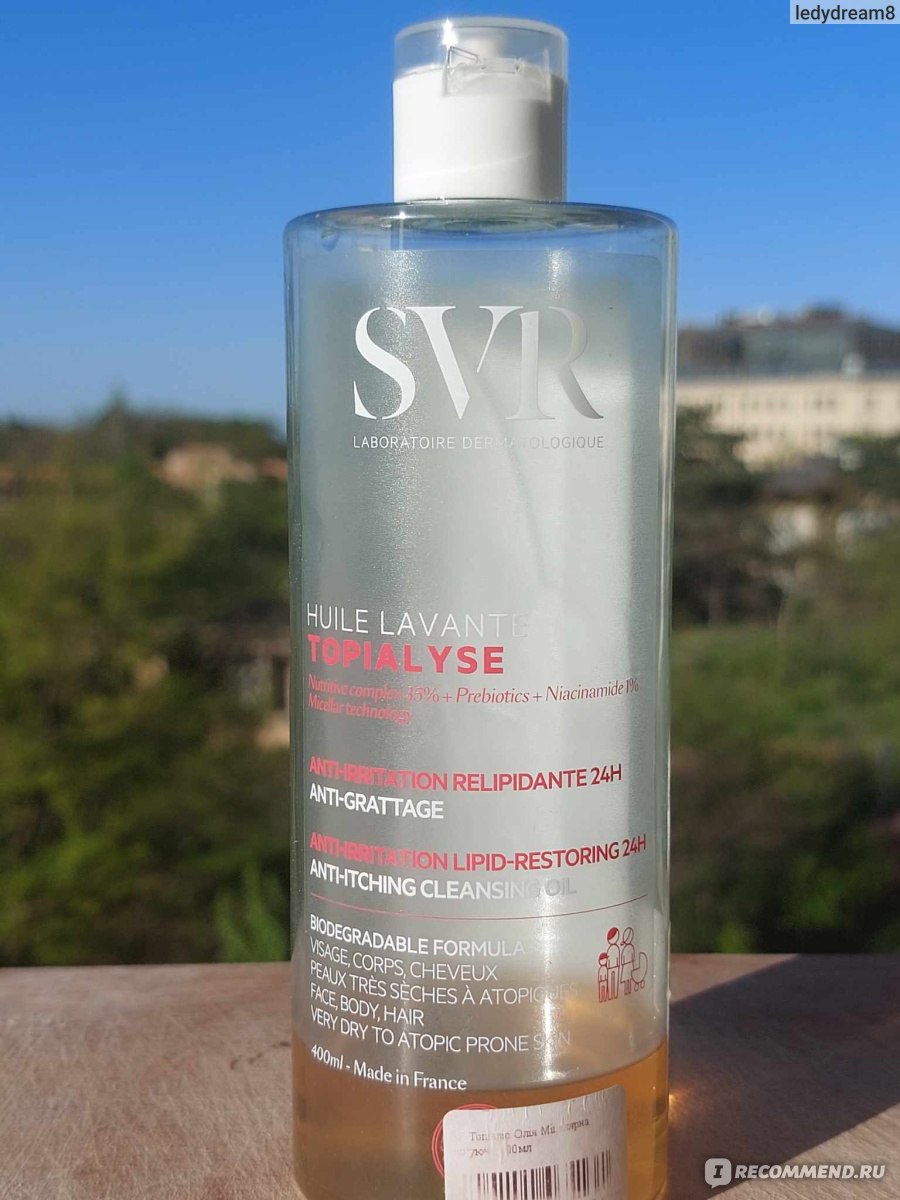 ledydream8
SVR
LABORATOIRE DERMATOLOGIQUE
HUILE LAVANTE
TOPIALYSE
Nutritive complex 35% + Prebiotics + Niacinamide 1%
Micellar technology
ANTI-IRRITATION RELIPIDANTE 24H
ANTI-GRATTAGE
ANTI-IRRITATION LIPID-RESTORING 24H
ANTI-ITCHING CLEANSING OIL
BIODEGRADABLE FORMULA
VISAGE, CORPS, CHEVEUX
PEAUX TRÈS SÈCHES À ATOPIQUES
FACE, BODY, HAIR
VERY DRY TO ATOPIC PRONE SKIN
400ml - Made in France
Олія
IRECOMMEND.RU